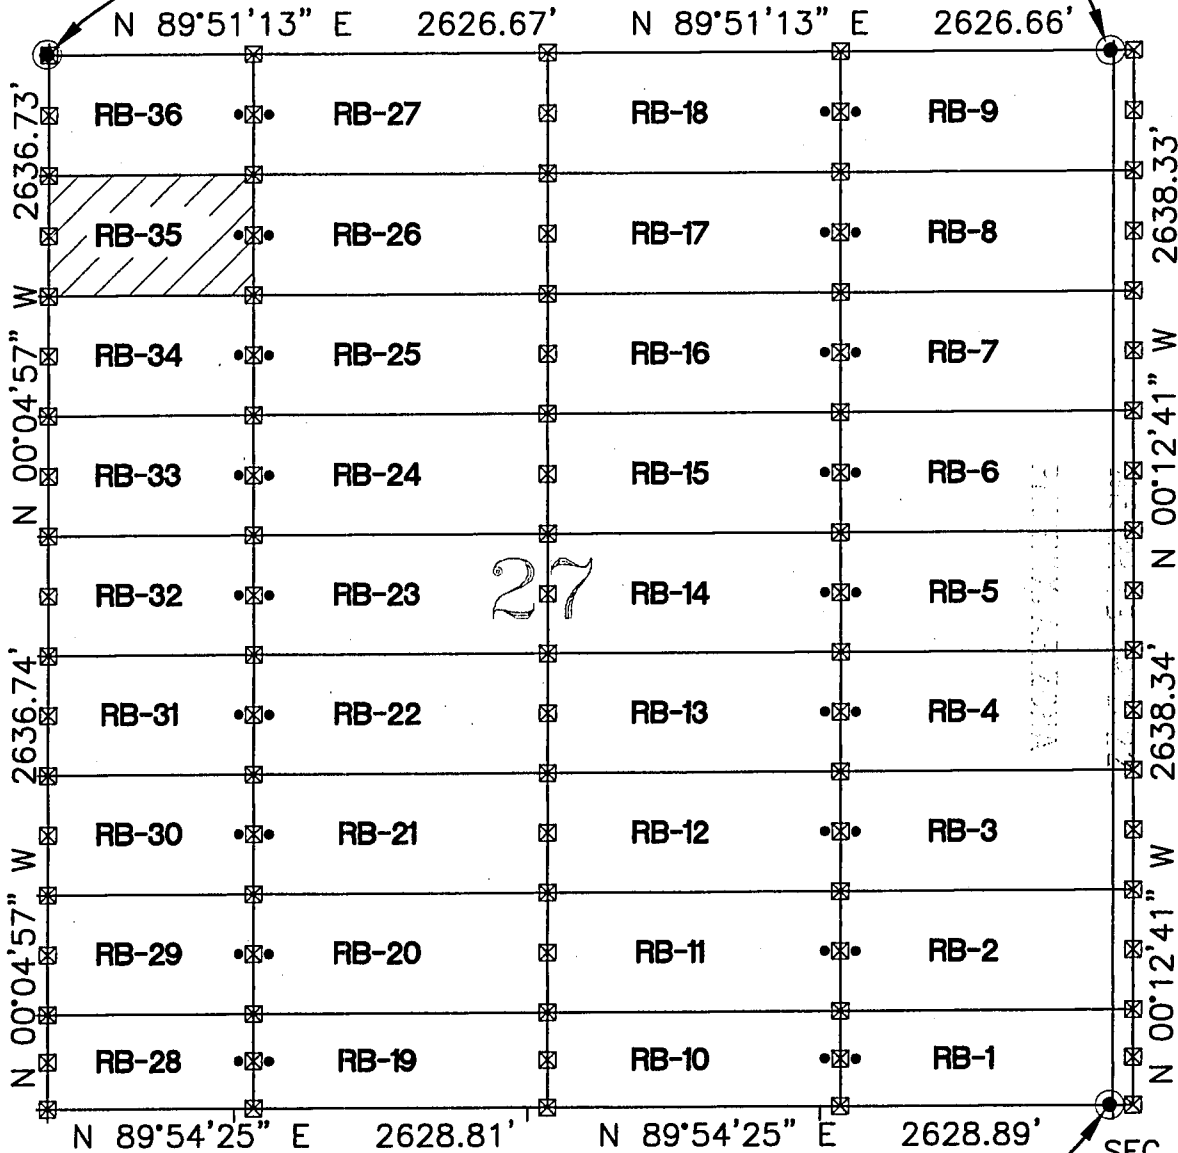 N 89°51'13" E 2626.67' N 89°51'13" E 2626.66'
RB-36 RB-27 RB-18 RB-9
RB-35 RB-26 RB-17 RB-8
RB-34 RB-25 RB-16 RB-7
RB-33 RB-24 RB-15 RB-6
27
RB-32 RB-23 RB-14 RB-5
RB-31 RB-22 RB-13 RB-4
RB-30 RB-21 RB-12 RB-3
RB-29 RB-20 RB-11 RB-2
RB-28 RB-19 RB-10 RB-1
N 00°04'57" W 2636.73'
N 00°04'57" W 2636.74'
N 00°12'41" W 2638.33'
N 00°12'41" W 2638.34'
N 89°54'25" E 2628.81' N 89°54'25" E 2628.89'
SEC